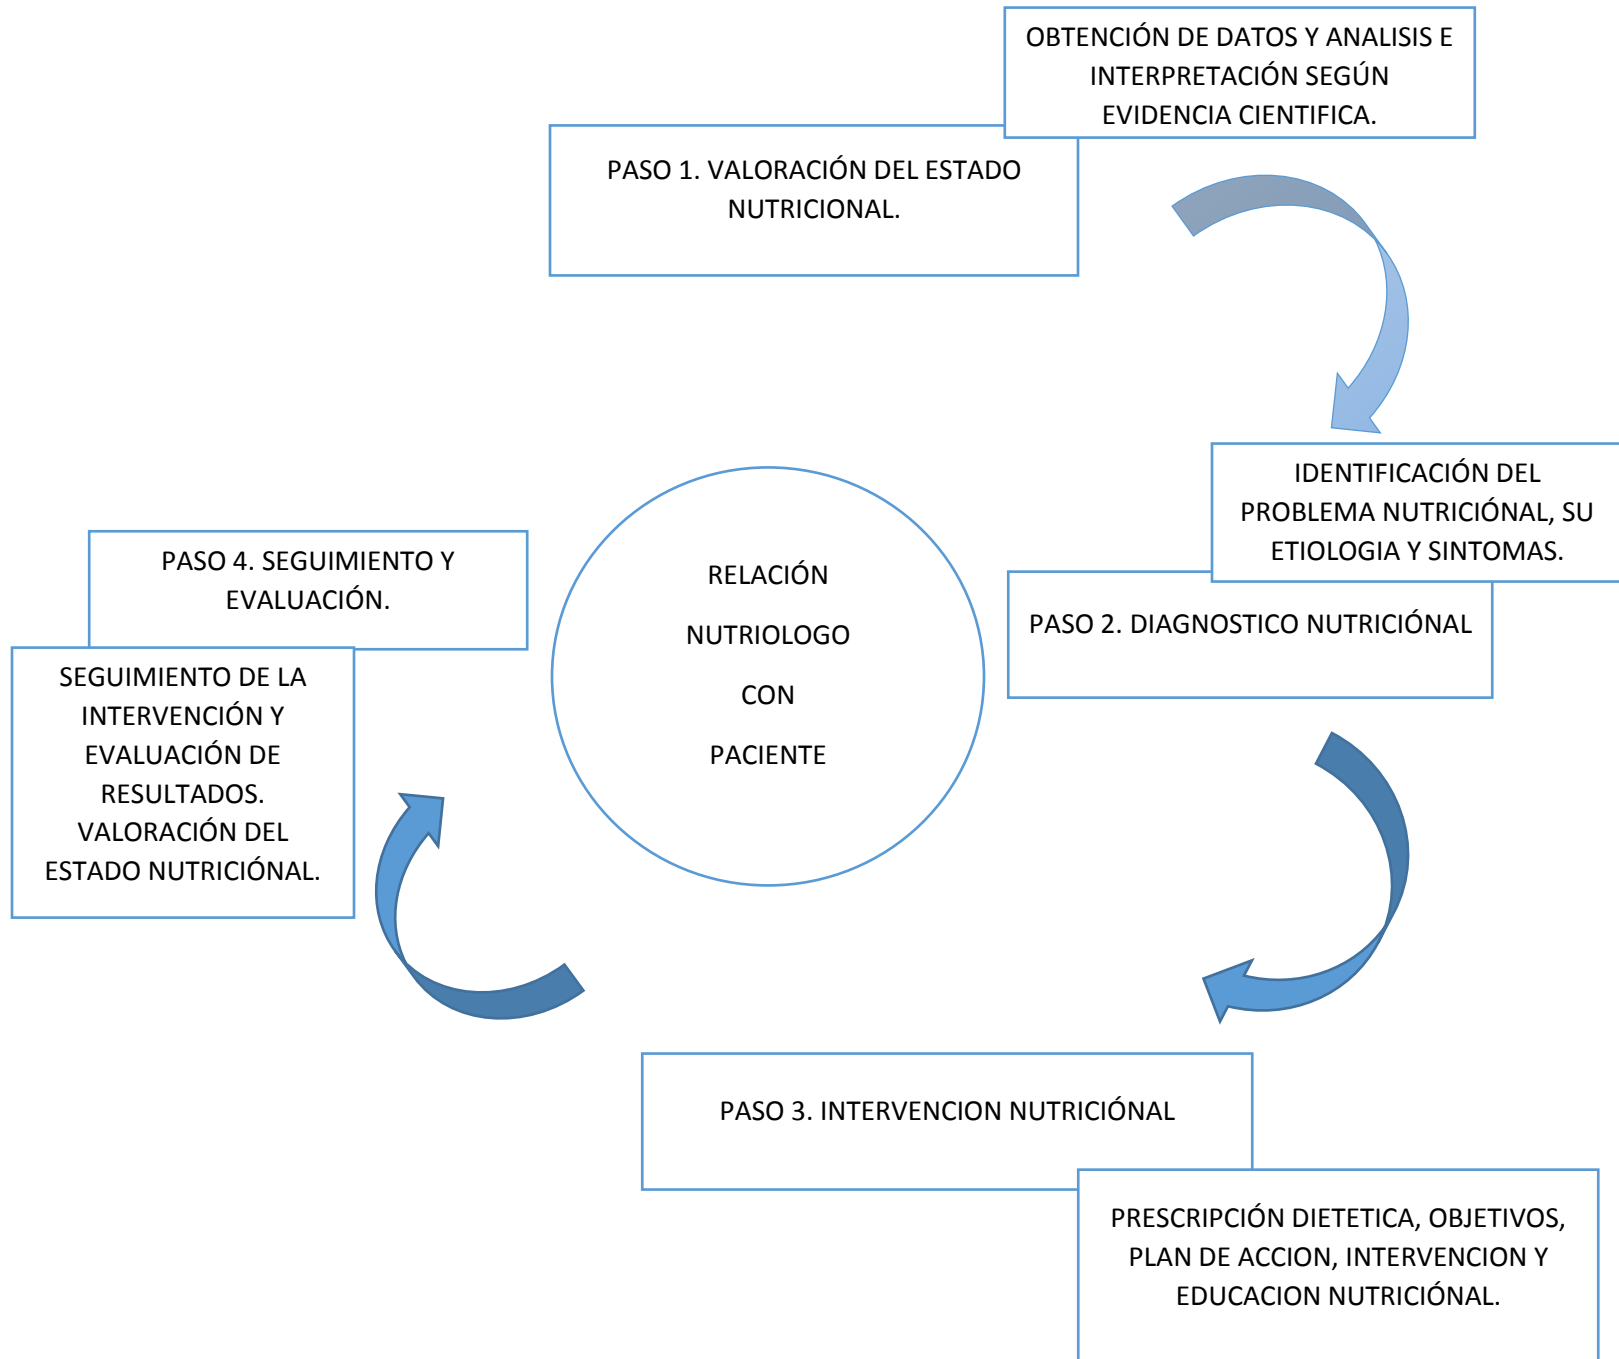 OBTENCIÓN DE DATOS Y ANALISIS E
INTERPRETACIÓN SEGÚN
EVIDENCIA CIENTIFICA.
PASO 1. VALORACIÓN DEL ESTADO
NUTRICIONAL.
IDENTIFICACIÓN DEL
PROBLEMA NUTRICIÓNAL, SU
ETIOLOGIA Y SINTOMAS.
PASO 2. DIAGNOSTICO NUTRICIÓNAL
RELACIÓN
NUTRIOLOGO
CON
PACIENTE
PASO 4. SEGUIMIENTO Y
EVALUACIÓN.
SEGUIMIENTO DE LA
INTERVENCIÓN Y
EVALUACIÓN DE
RESULTADOS.
VALORACIÓN DEL
ESTADO NUTRICIÓNAL.
PASO 3. INTERVENCION NUTRICIÓNAL
PRESCRIPCIÓN DIETETICA, OBJETIVOS,
PLAN DE ACCION, INTERVENCION Y
EDUCACION NUTRICIÓNAL.